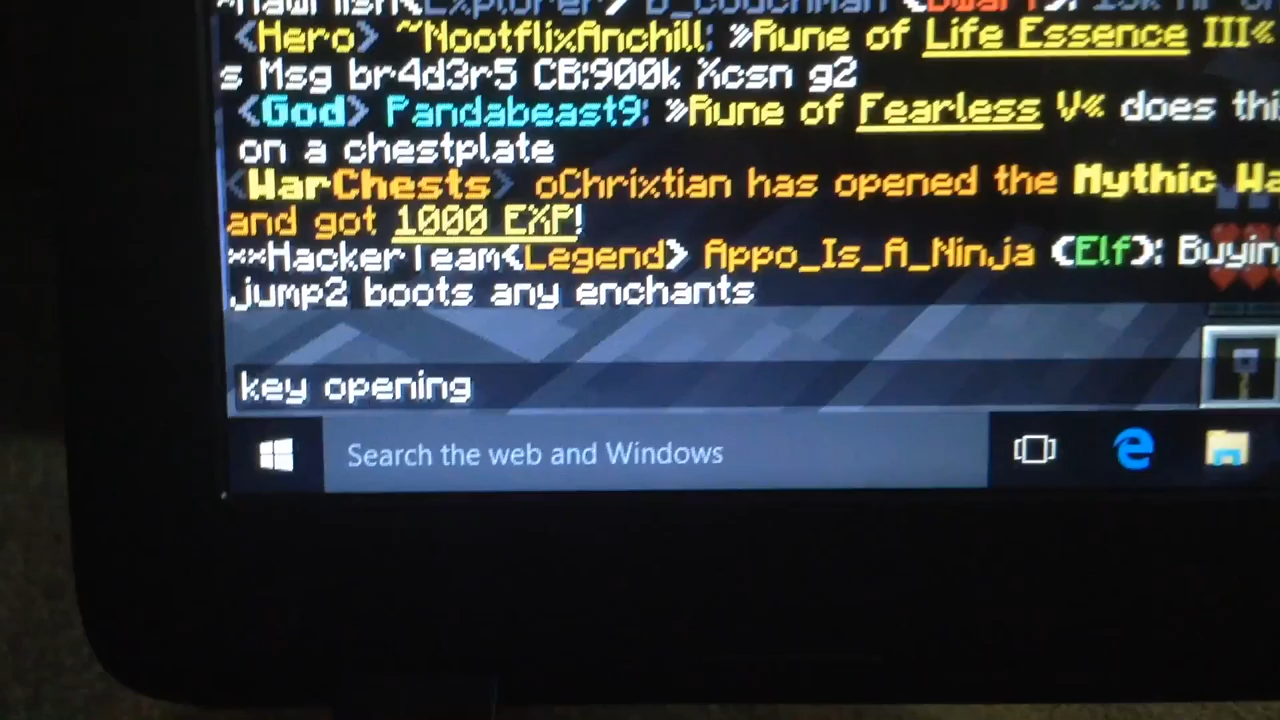 <Hero> ~NootflixAnchill: »Rune of Life Essence III«
s Msg br4d3r5 CB:900k Xcsn g2
<God> Pandabeast9: »Rune of Fearless V« does thi
on a chestplate
<WarChests> oChrixtian has opened the Mythic Wa
and got 1000 EXP!
**HackerTeam<Legend> Appo_Is_A_Ninja (Elf): Buyin
jump2 boots any enchants
key opening
Search the web and Windows